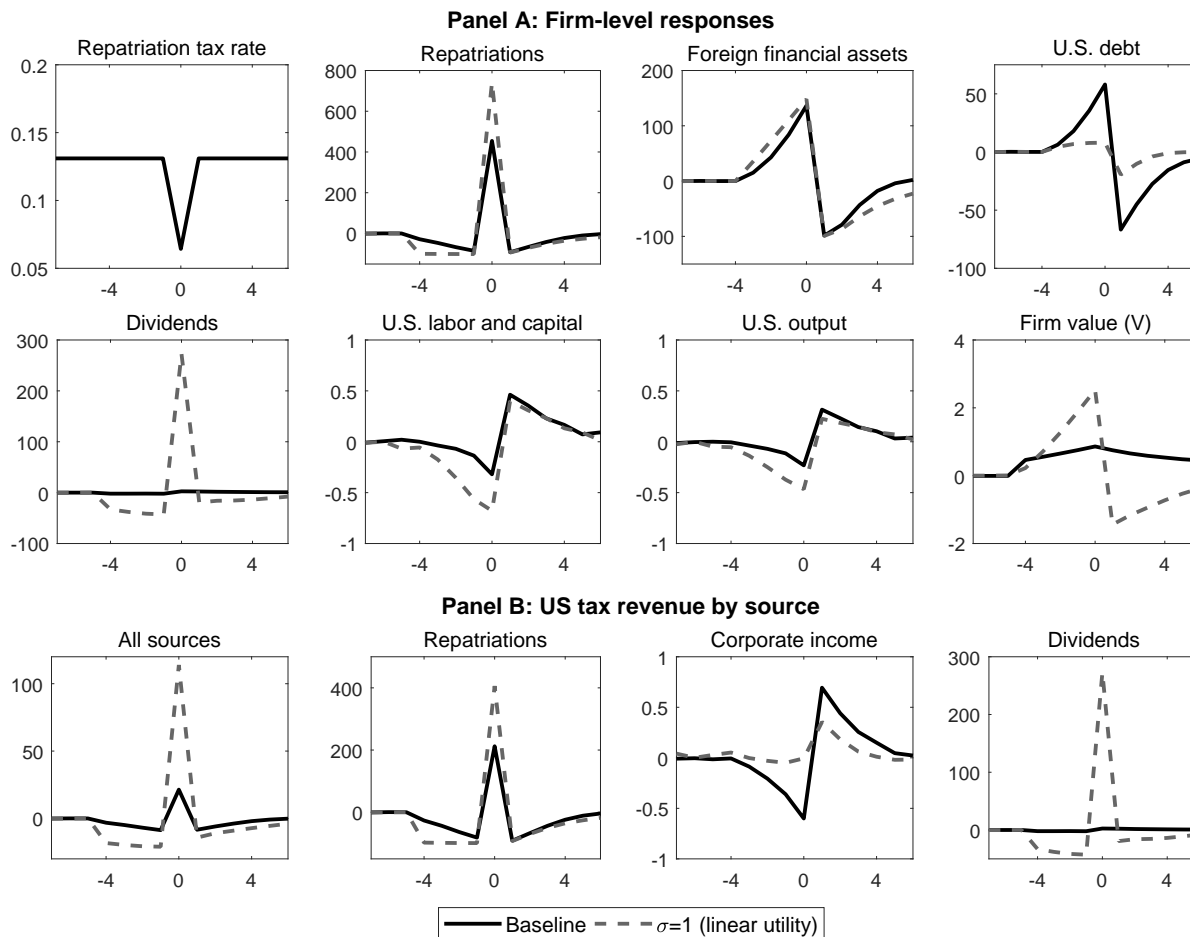 Panel A: Firm-level responses
Repatriation tax rate
0.2
0.15
0.1
0.05
-4 0 4
Repatriations
800
600
400
200
0
-4 0 4
Foreign financial assets
200
100
0
-100
-4 0 4
U.S. debt
50
0
-50
-100
-4 0 4
Dividends
300
200
100
0
-100
-4 0 4
U.S. labor and capital
1
0.5
0
-0.5
-1
-4 0 4
U.S. output
1
0.5
0
-0.5
-1
-4 0 4
Firm value (V)
4
2
0
-2
-4 0 4
Panel B: US tax revenue by source
All sources
100
50
0
-4 0 4
Repatriations
400
200
0
-4 0 4
Corporate income
1
0.5
0
-0.5
-1
-4 0 4
Dividends
300
200
100
0
-4 0 4
Baseline
σ=1 (linear utility)